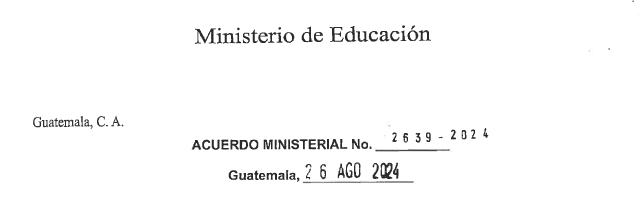 Ministerio de Educación
Guatemala, C. A.
ACUERDO MINISTERIAL No. 2639-2024
Guatemala, 26 AGO 2024